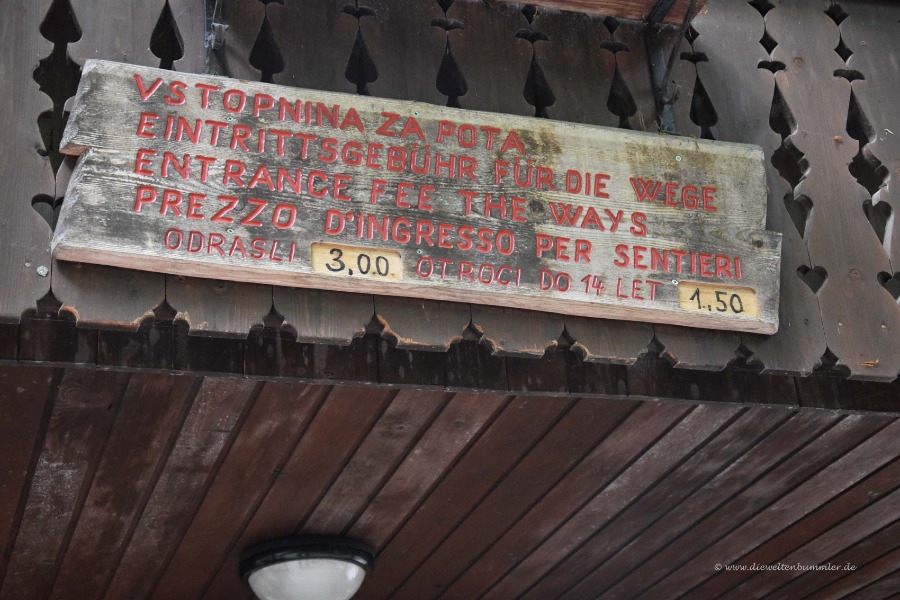 VSTOPNINA ZA POTA
EINTRITTSGEBÜHR FÜR DIE WEGE
ENTRANCE FEE THE WAYS
PREZZO D'INGRESSO PER SENTIERI
ODRASLI 3,00 OTROCI DO 14 LET 1,50
© www.dieweltenbummler.de